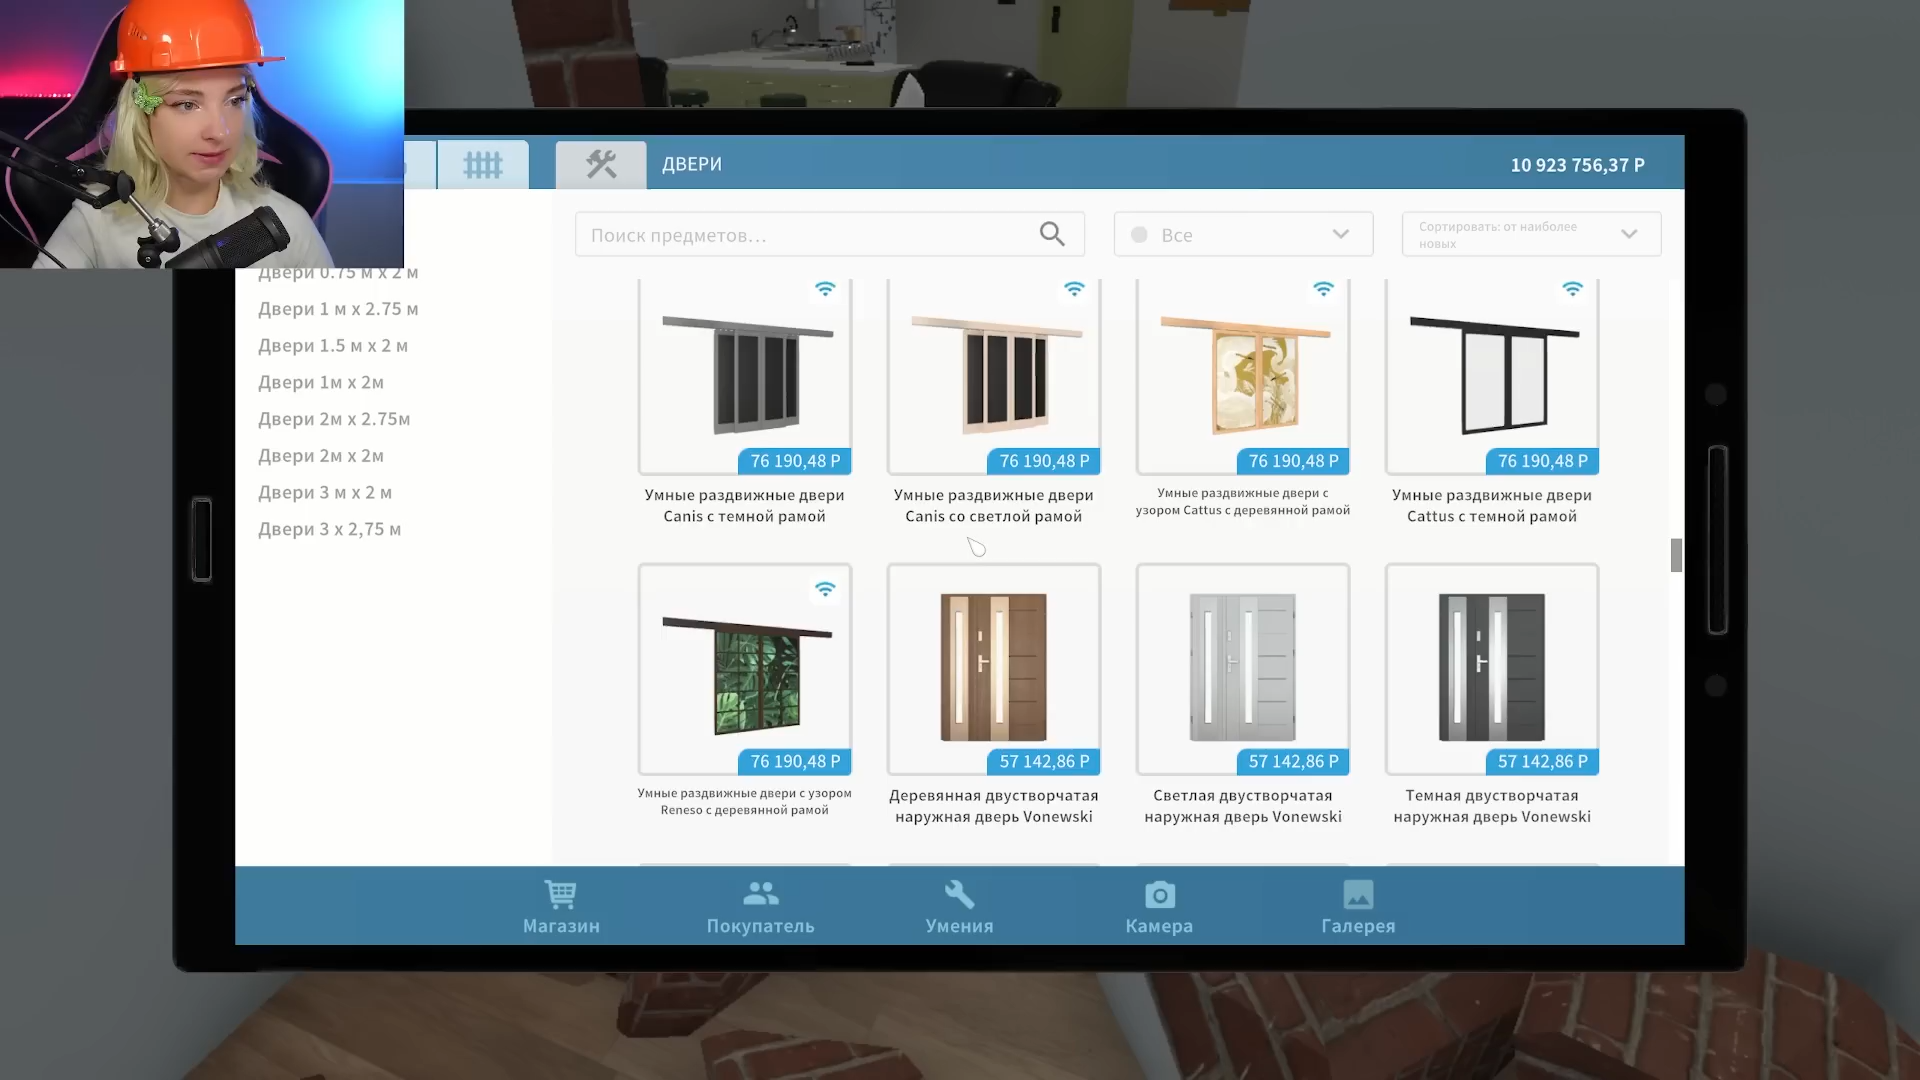 ДВЕРИ
10 923 756,37 Р
Поиск предметов...
Все
Сортировать: от наиболее
новых
Двери 0.75 м х 2 м
Двери 1 м х 2.75 м
Двери 1.5 м х 2 м
Двери 1м х 2м
Двери 2м х 2.75м
Двери 2м х 2м
Двери 3 м х 2 м
Двери 3 х 2,75 м
76 190,48 Р
76 190,48 Р
76 190,48 Р
76 190,48 Р
Умные раздвижные двери
Canis с темной рамой
Умные раздвижные двери
Canis со светлой рамой
Умные раздвижные двери с
узором Cattus с деревянной рамой
Умные раздвижные двери
Cattus с темной рамой
76 190,48 Р
57 142,86 Р
57 142,86 Р
57 142,86 Р
Умные раздвижные двери с узором
Reneso с деревянной рамой
Деревянная двустворчатая
наружная дверь Vonewski
Светлая двустворчатая
наружная дверь Vonewski
Темная двустворчатая
наружная дверь Vonewski
Магазин
Покупатель
Умения
Камера
Галерея